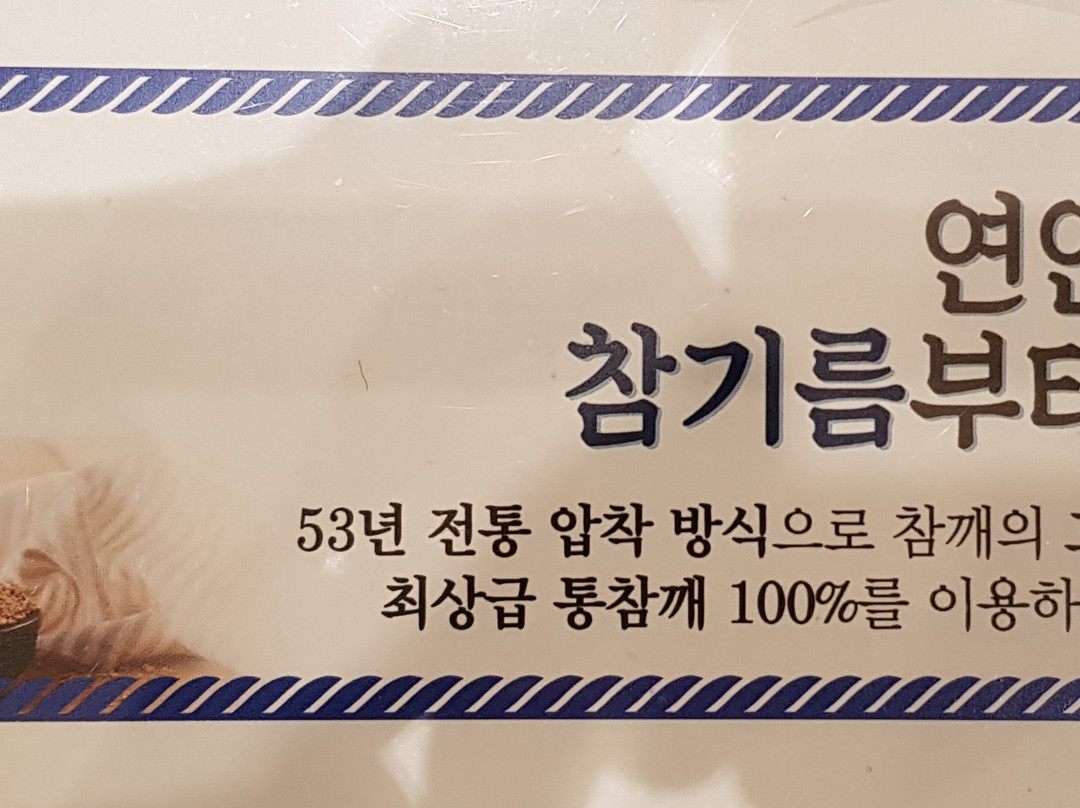 연
참기름부터
53년 전통 압착 방식으로 참깨의
최상급 통참깨 100%를 이용하